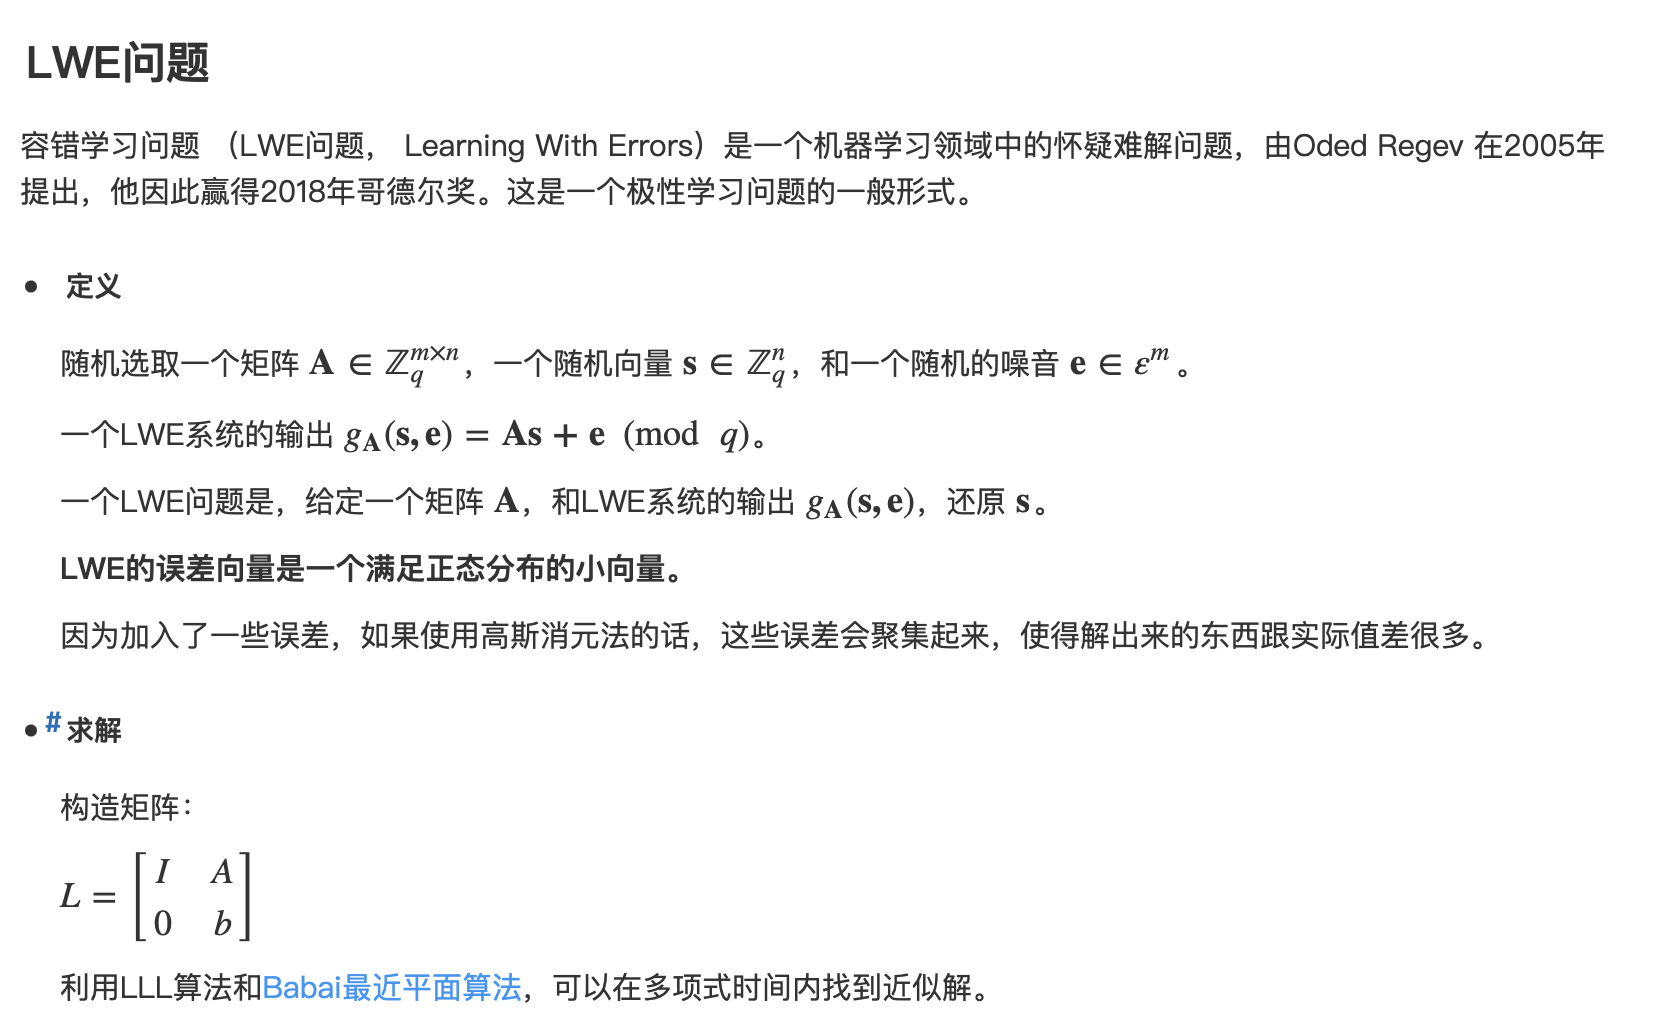 LWE问题
容错学习问题 （LWE问题， Learning With Errors）是一个机器学习领域中的怀疑难解问题，由Oded Regev 在2005年
提出，他因此赢得2018年哥德尔奖。这是一个极性学习问题的一般形式。
• 定义
随机选取一个矩阵 $\mathbf{A} \in \mathbb{Z}_q^{m \times n}$，一个随机向量 $\mathbf{s} \in \mathbb{Z}_q^n$，和一个随机的噪音 $\mathbf{e} \in \varepsilon^m$ 。
一个LWE系统的输出 $g_{\mathbf{A}}(\mathbf{s}, \mathbf{e}) = \mathbf{As} + \mathbf{e} \pmod q$。
一个LWE问题是，给定一个矩阵 $\mathbf{A}$，和LWE系统的输出 $g_{\mathbf{A}}(\mathbf{s}, \mathbf{e})$，还原 $\mathbf{s}$ 。
LWE的误差向量是一个满足正态分布的小向量。
因为加入了一些误差，如果使用高斯消元法的话，这些误差会聚集起来，使得解出来的东西跟实际值差很多。
• # 求解
构造矩阵：
$L = \begin{bmatrix} I & A \\ 0 & b \end{bmatrix}$
利用LLL算法和Babai最近平面算法，可以在多项式时间内找到近似解。